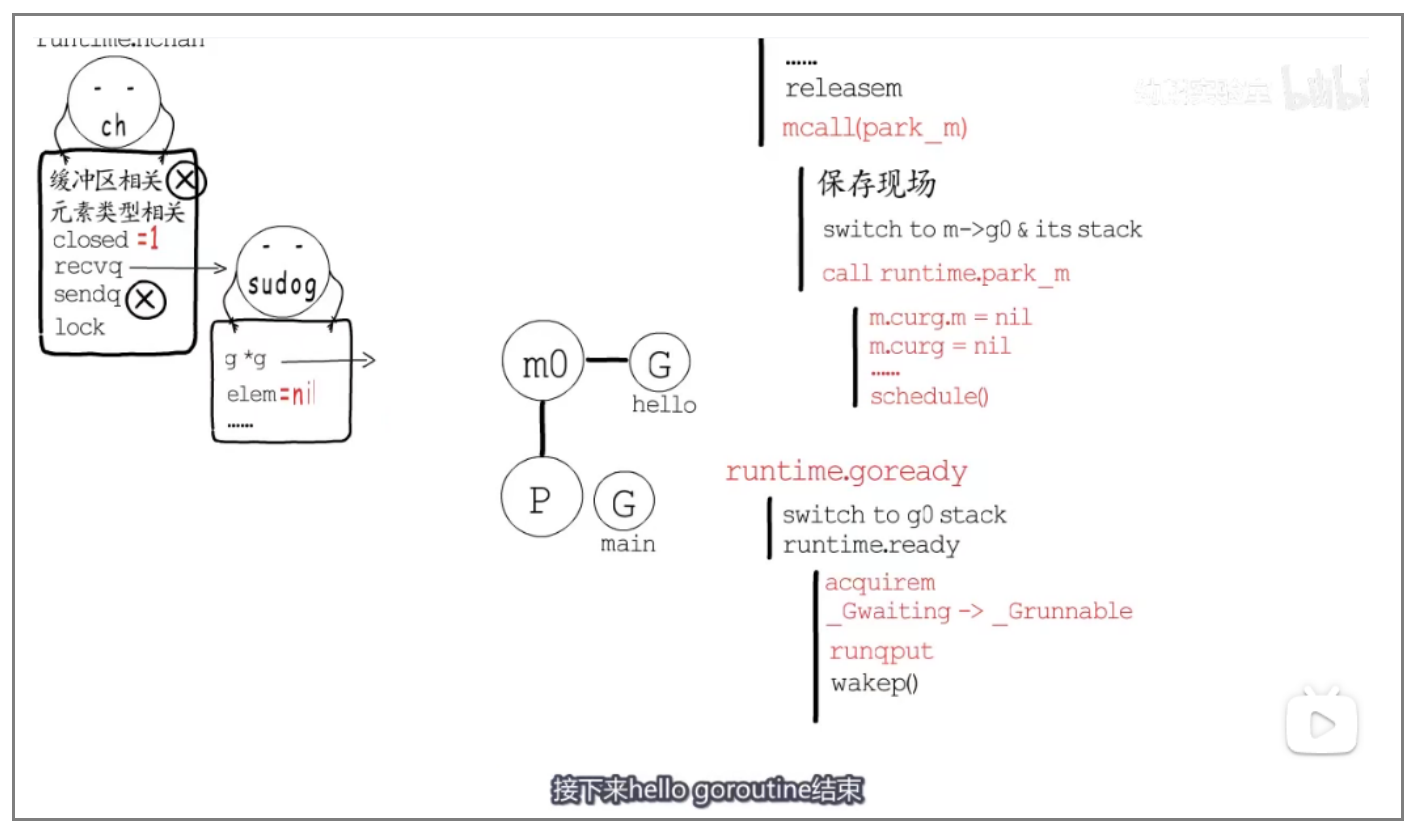 runtime.hchan
ch
缓冲区相关
元素类型相关
closed =1
recvq
sendq
lock
sudog
g *g
elem=nil
......
m0
G
hello
P
G
main
......
releasem
mcall(park_m)
保存现场
switch to m->g0 & its stack
call runtime.park_m
m.curg.m = nil
m.curg = nil
......
schedule()
runtime.goready
switch to g0 stack
runtime.ready
acquirem
_Gwaiting -> _Grunnable
runqput
wakep()
bilibili
接下来hello goroutine结束